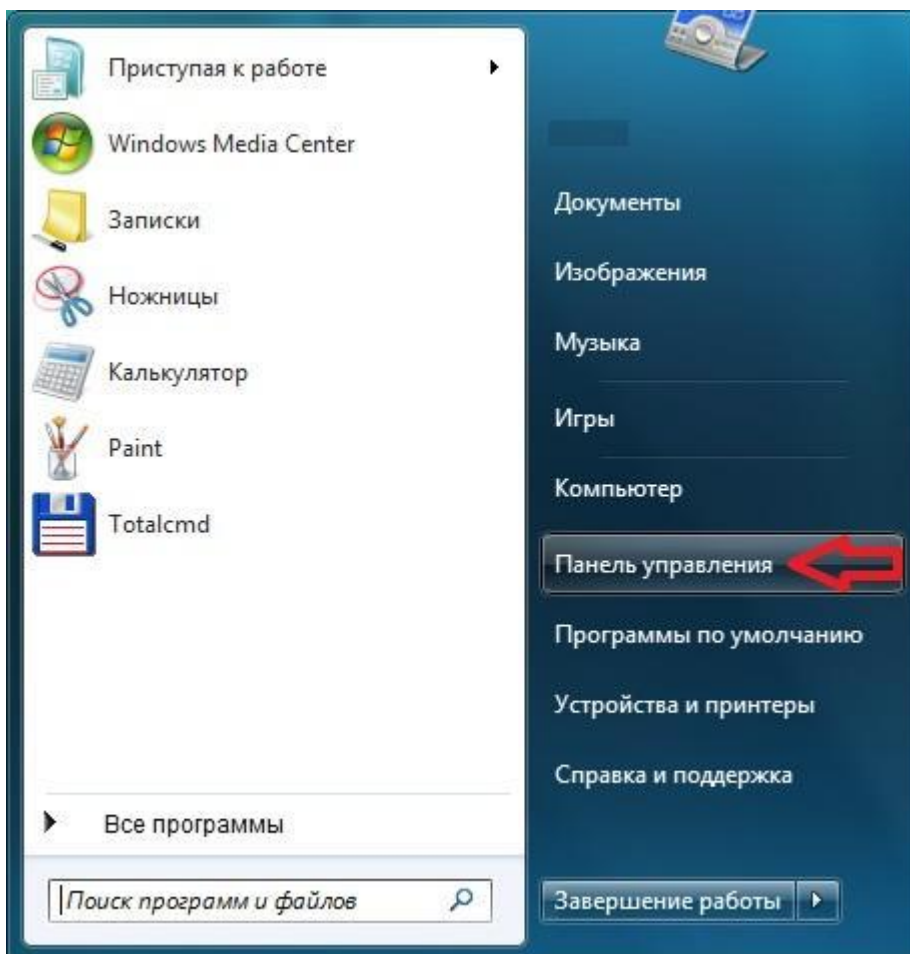 Приступая к работе
Windows Media Center
Записки
Ножницы
Калькулятор
Paint
Totalcmd
Все программы
Поиск программ и файлов
Документы
Изображения
Музыка
Игры
Компьютер
Панель управления
Программы по умолчанию
Устройства и принтеры
Справка и поддержка
Завершение работы